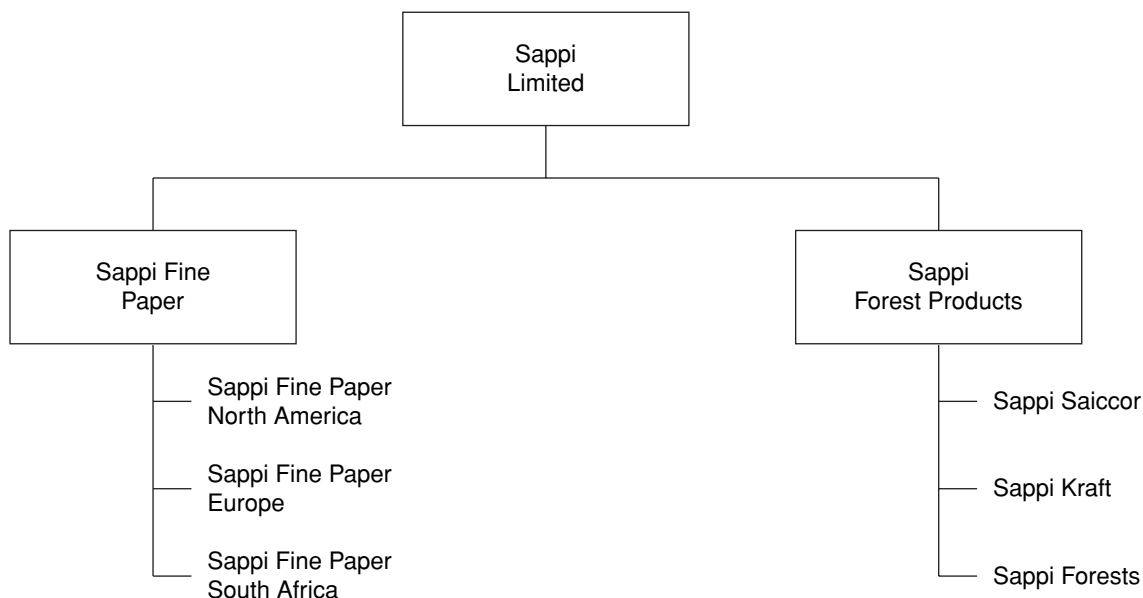 Sappi
Limited
Sappi Fine
Paper
Sappi
Forest Products
Sappi Fine Paper
North America
Sappi Fine Paper
Europe
Sappi Fine Paper
South Africa
Sappi Saiccor
Sappi Kraft
Sappi Forests